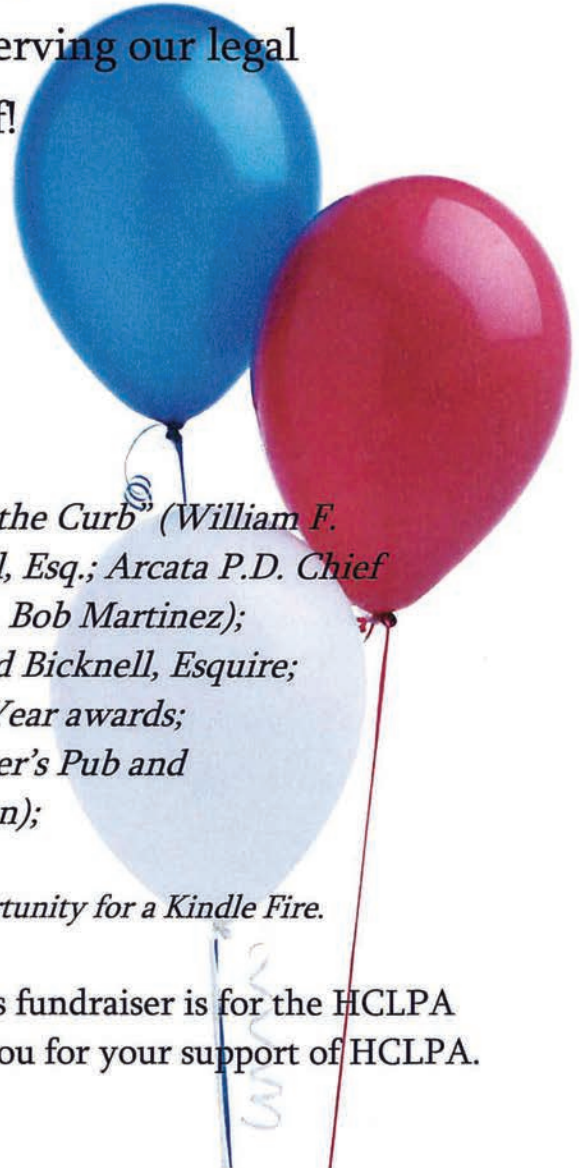 erving our legal
f!
the Curb” (William F.
l, Esq.; Arcata P.D. Chief
Bob Martinez);
d Bicknell, Esquire;
Year awards;
er’s Pub and
n);
rtunity for a Kindle Fire.
s fundraiser is for the HCLPA
ou for your support of HCLPA.